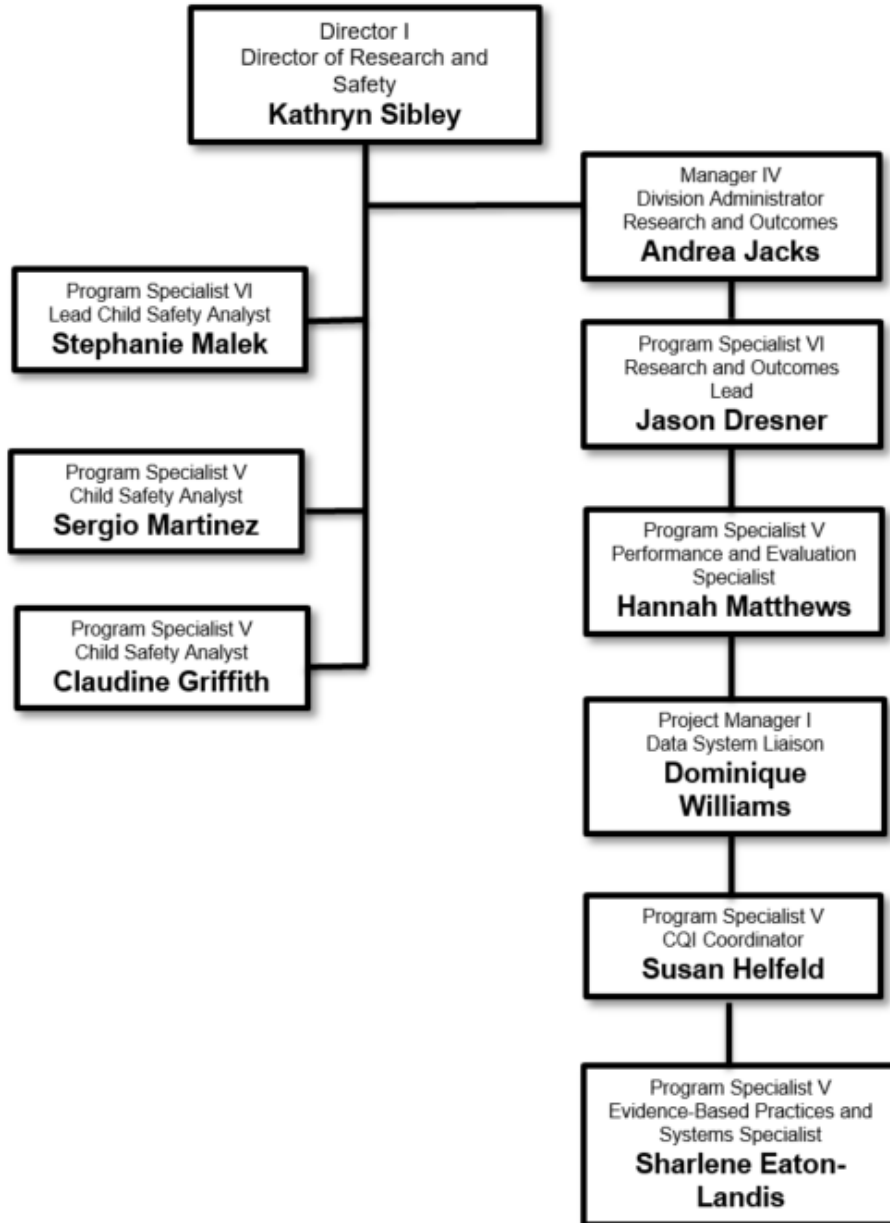 Director I
Director of Research and
Safety
Kathryn Sibley
Manager IV
Division Administrator
Research and Outcomes
Andrea Jacks
Program Specialist VI
Lead Child Safety Analyst
Stephanie Malek
Program Specialist VI
Research and Outcomes
Lead
Jason Dresner
Program Specialist V
Child Safety Analyst
Sergio Martinez
Program Specialist V
Performance and Evaluation
Specialist
Hannah Matthews
Program Specialist V
Child Safety Analyst
Claudine Griffith
Project Manager I
Data System Liaison
Dominique
Williams
Program Specialist V
CQI Coordinator
Susan Helfeld
Program Specialist V
Evidence-Based Practices and
Systems Specialist
Sharlene Eaton-
Landis